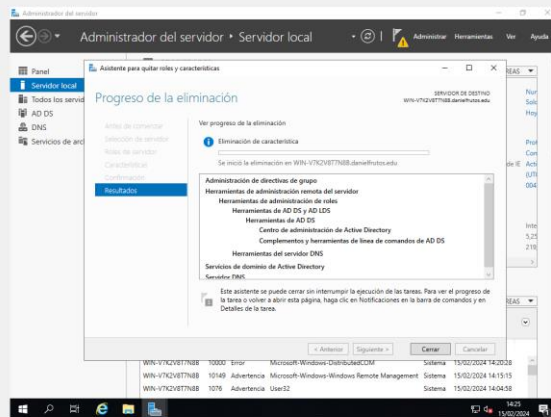 Administrador del servidor
Administrador del servidor • Servidor local
Administrar Herramientas Ver Ayuda
Panel
Servidor local
Todos los servid
AD DS
DNS
Servicios de arc
Asistente para quitar roles y características
Progreso de la eliminación
SERVIDOR DE DESTINO
WIN-V7K2V8T7N8B.danielfrutos.edu
Antes de comenzar
Selección de servidor
Roles de servidor
Características
Confirmación
Resultados
Ver progreso de la eliminación
Eliminación de característica
Se inició la eliminación en WIN-V7K2V8T7N8B.danielfrutos.edu
Administración de directivas de grupo
Herramientas de administración remota del servidor
Herramientas de administración de roles
Herramientas de AD DS y AD LDS
Herramientas de AD DS
Centro de administración de Active Directory
Complementos y herramientas de línea de comandos de AD DS
Herramientas del servidor DNS
Servicios de dominio de Active Directory
Servidor DNS
Este asistente se puede cerrar sin interrumpir la ejecución de las tareas. Para ver el progreso de
la tarea o volver a abrir esta página, haga clic en Notificaciones en la barra de comandos y en
Detalles de la tarea.
< Anterior Siguiente > Cerrar Cancelar
WIN-V7K2V8T7N8B 10000 Error Microsoft-Windows-DistributedCOM Sistema 15/02/2024 14:20:28
WIN-V7K2V8T7N8B 10149 Advertencia Microsoft-Windows-Windows Remote Management Sistema 15/02/2024 14:15:15
WIN-V7K2V8T7N8B 1076 Advertencia User32 Sistema 15/02/2024 14:04:58
14:25
15/02/2024